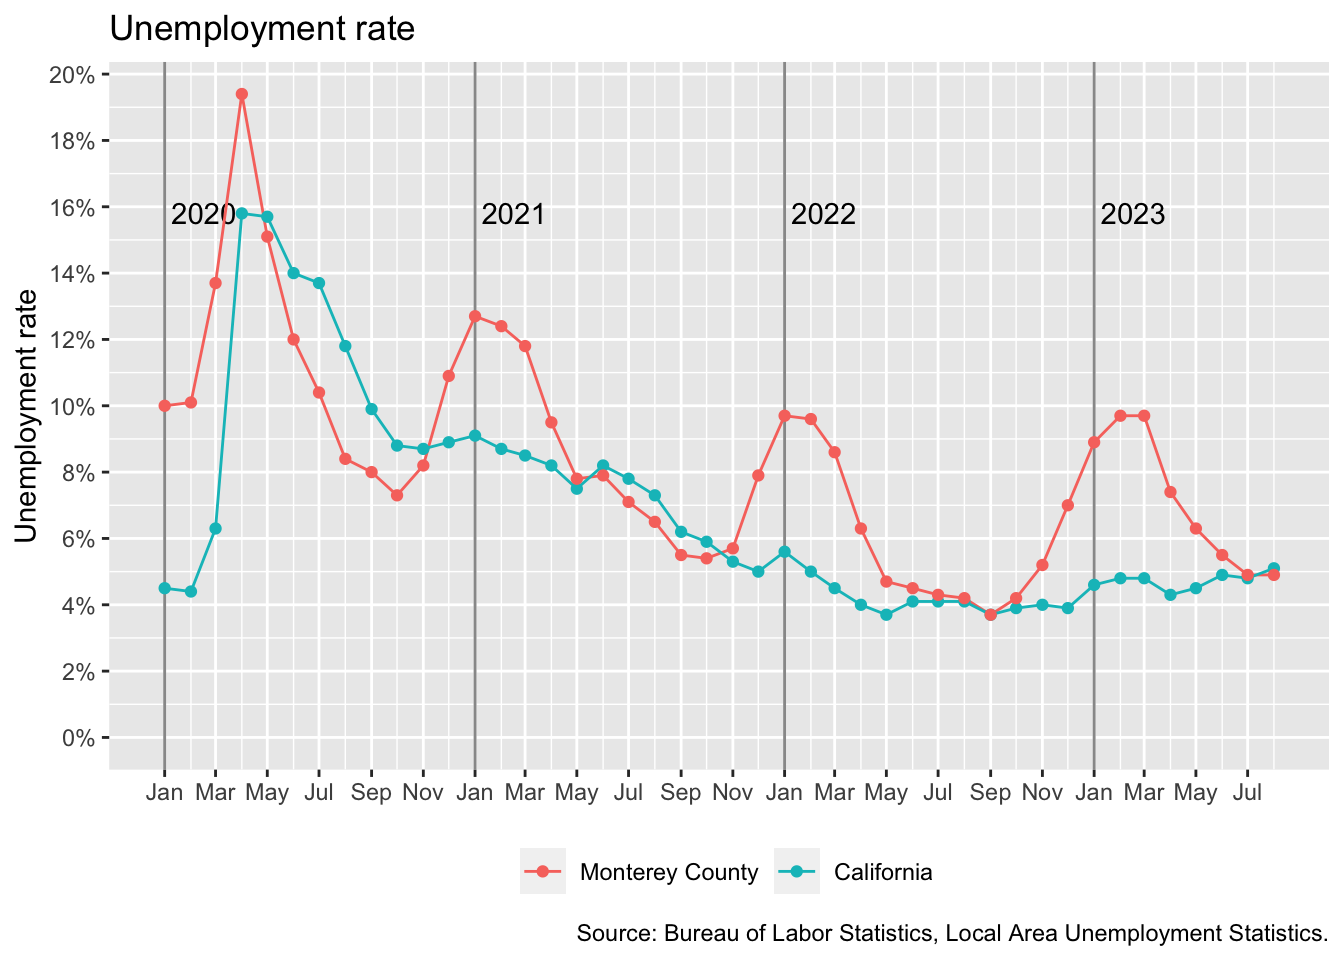 Unemployment rate
20%
18%
16%
14%
12%
10%
8%
6%
4%
2%
0%
Unemployment rate
2020 2021 2022 2023
Jan Mar May Jul Sep Nov Jan Mar May Jul Sep Nov Jan Mar May Jul Sep Nov Jan Mar May Jul
Monterey County California
Source: Bureau of Labor Statistics, Local Area Unemployment Statistics.